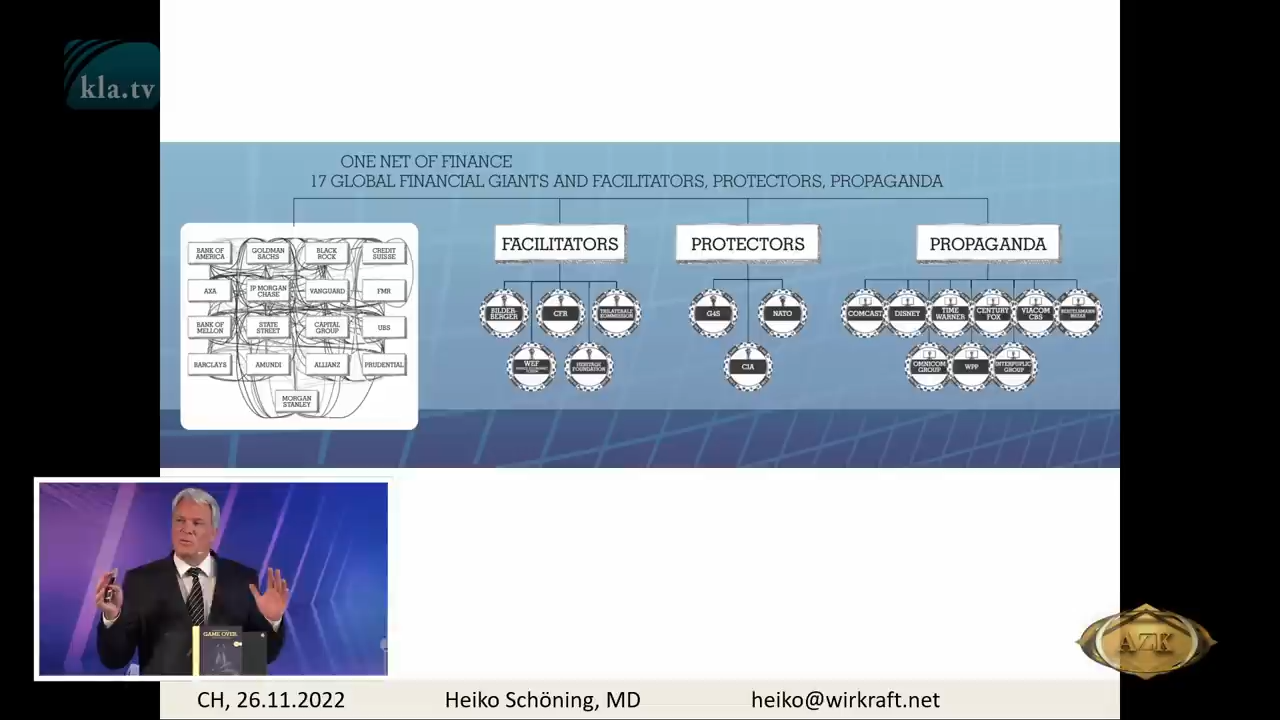 kla.tv
ONE NET OF FINANCE
17 GLOBAL FINANCIAL GIANTS AND FACILITATORS, PROTECTORS, PROPAGANDA
BANK OF
AMERICA
GOLDMAN
SACHS
BLACK
ROCK
CREDIT
SUISSE
AXA
JP MORGAN
CHASE
VANGUARD
FMR
BANK OF
MELLON
STATE
STREET
CAPITAL
GROUP
UBS
BARCLAYS
AMUNDI
ALLIANZ
PRUDENTIAL
MORGAN
STANLEY
FACILITATORS
BILDER-
BERGER
CFR
TRILATERALE
KOMMISSION
WEF
HERITAGE
FOUNDATION
PROTECTORS
G4S
NATO
CIA
PROPAGANDA
COMCAST
DISNEY
TIME
WARNER
CENTURY
FOX
VIACOM
CBS
BERTELSMANN
OMNICOM
GROUP
WPP
GROUP
GAME OVER
AZK
CH, 26.11.2022
Heiko Schöning, MD
heiko@wirkraft.net